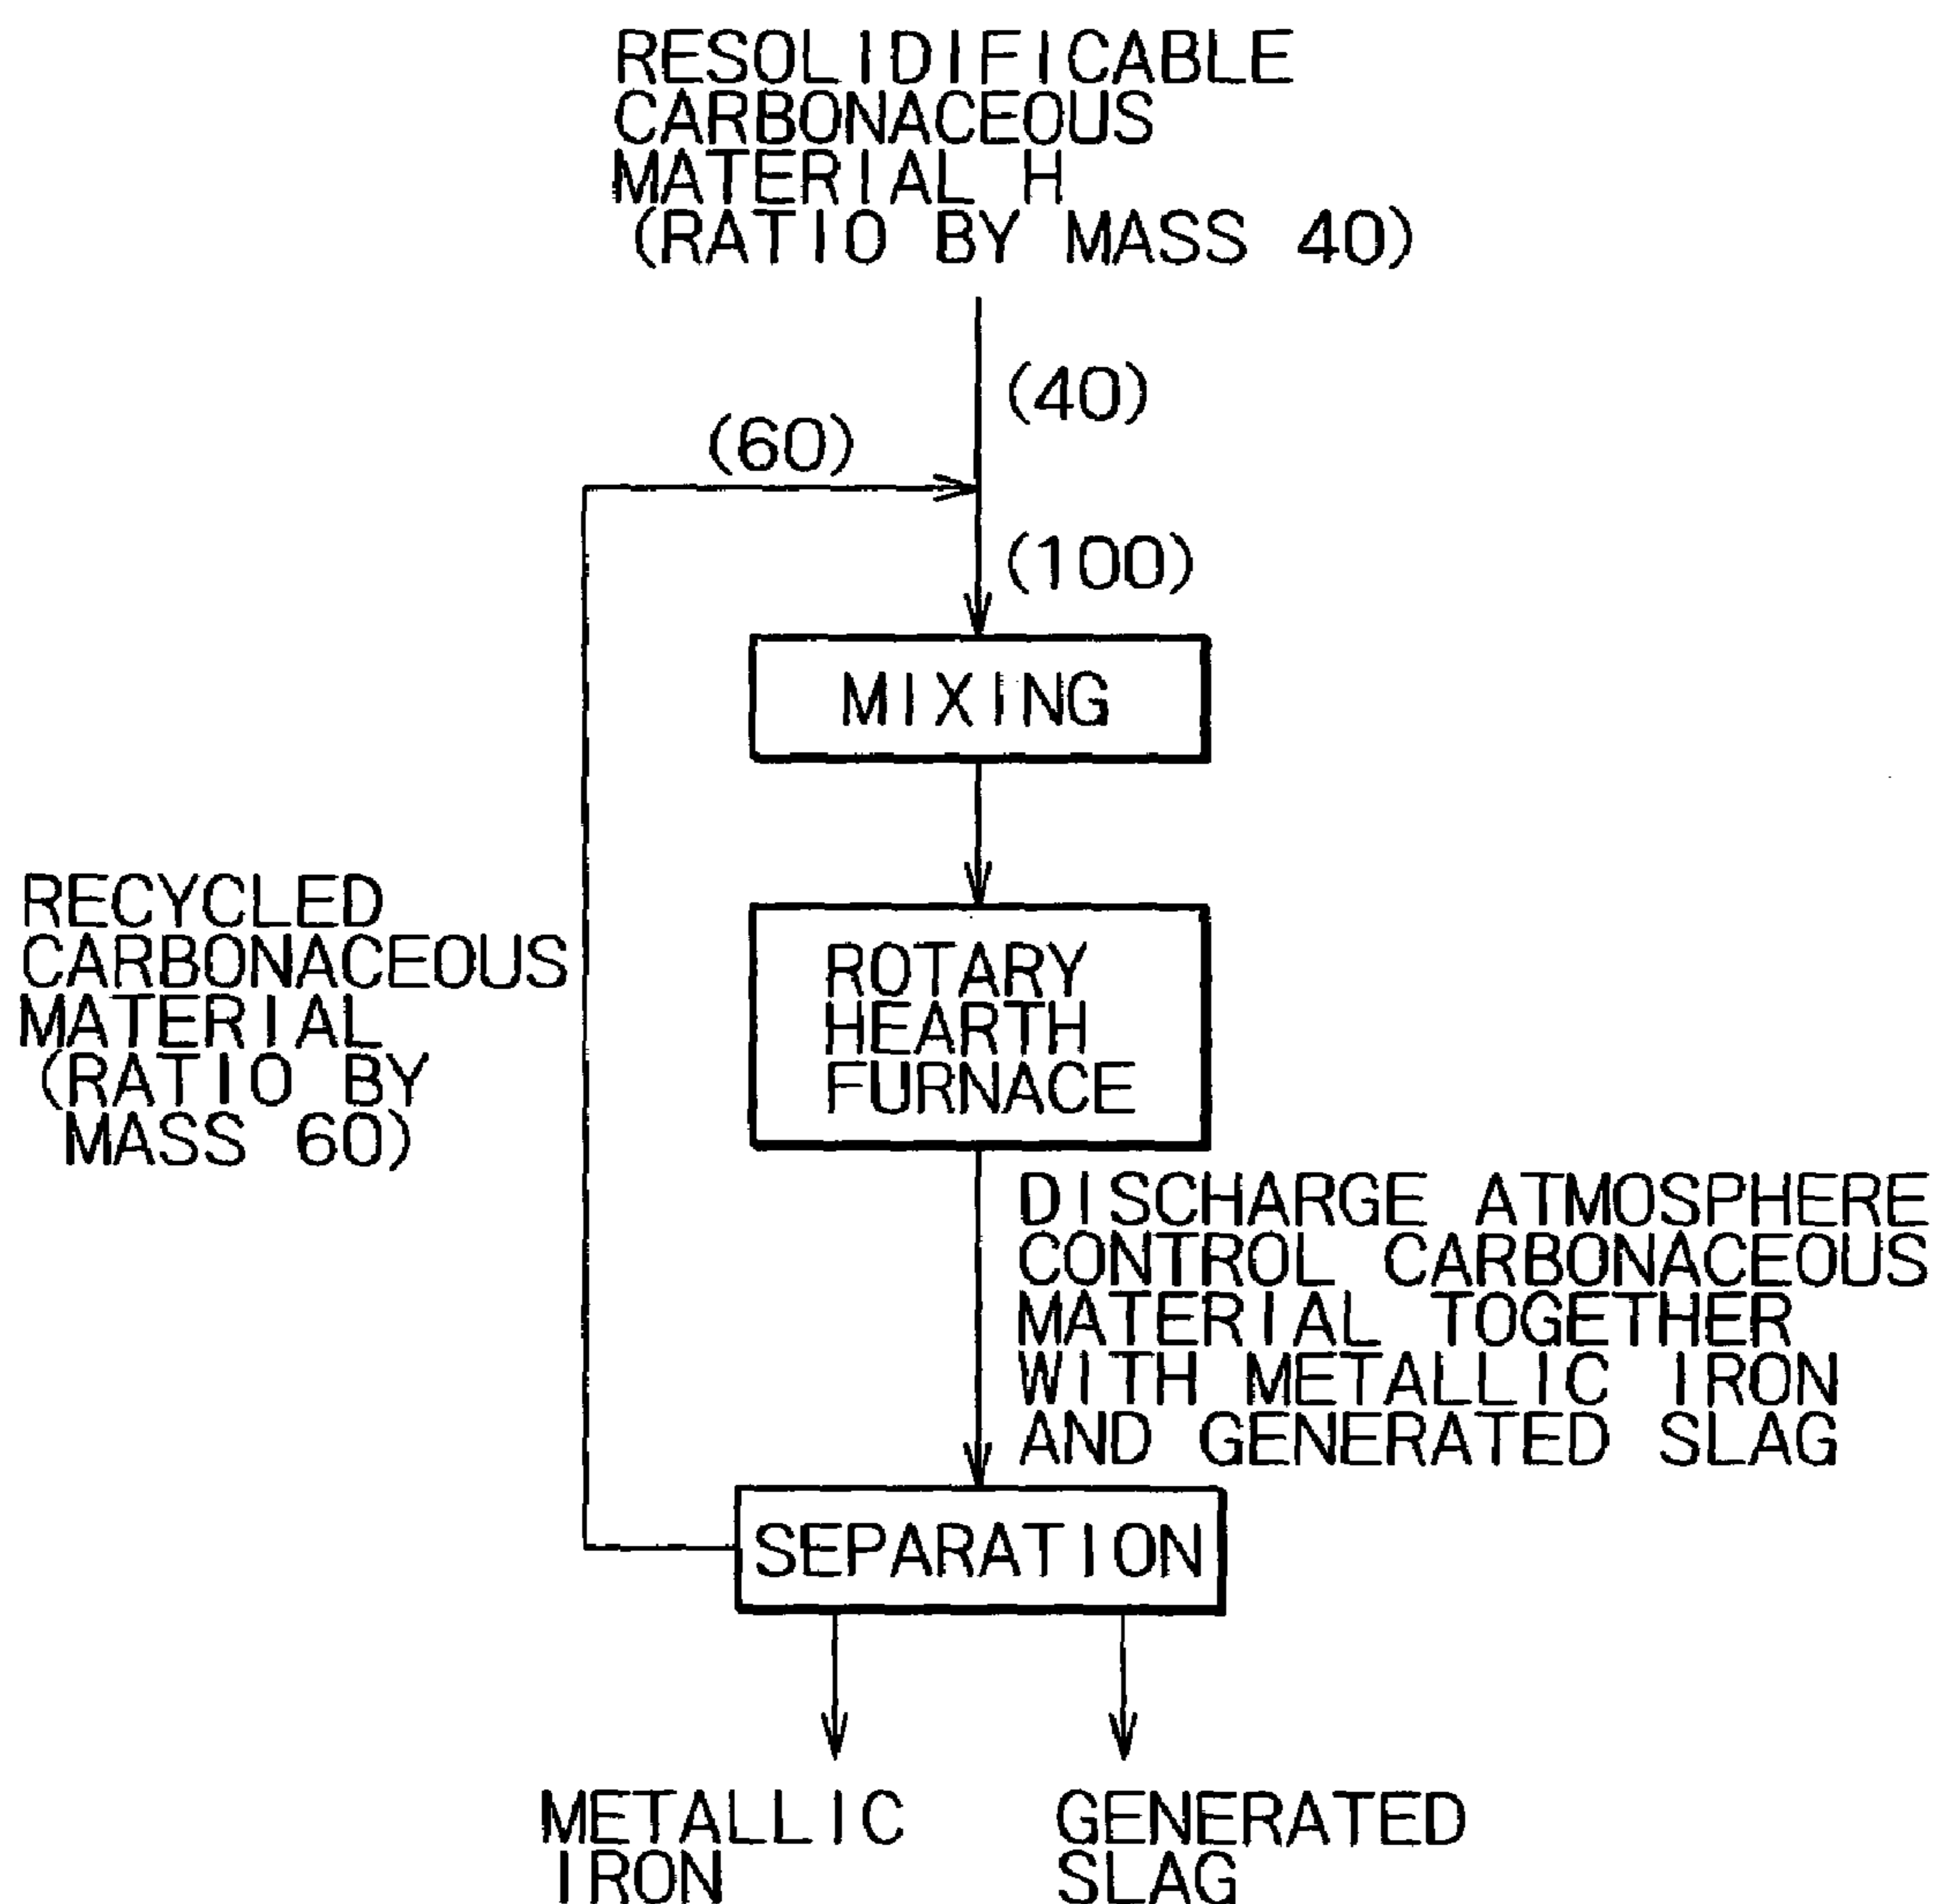 RESOLIDIFICABLE
CARBONACEOUS
MATERIAL H
(RATIO BY MASS 40)
(40)
(60)
(100)
MIXING
RECYCLED
CARBONACEOUS
MATERIAL
(RATIO BY
MASS 60)
ROTARY
HEARTH
FURNACE
DISCHARGE ATMOSPHERE
CONTROL CARBONACEOUS
MATERIAL TOGETHER
WITH METALLIC IRON
AND GENERATED SLAG
SEPARATION
METALLIC
IRON
GENERATED
SLAG